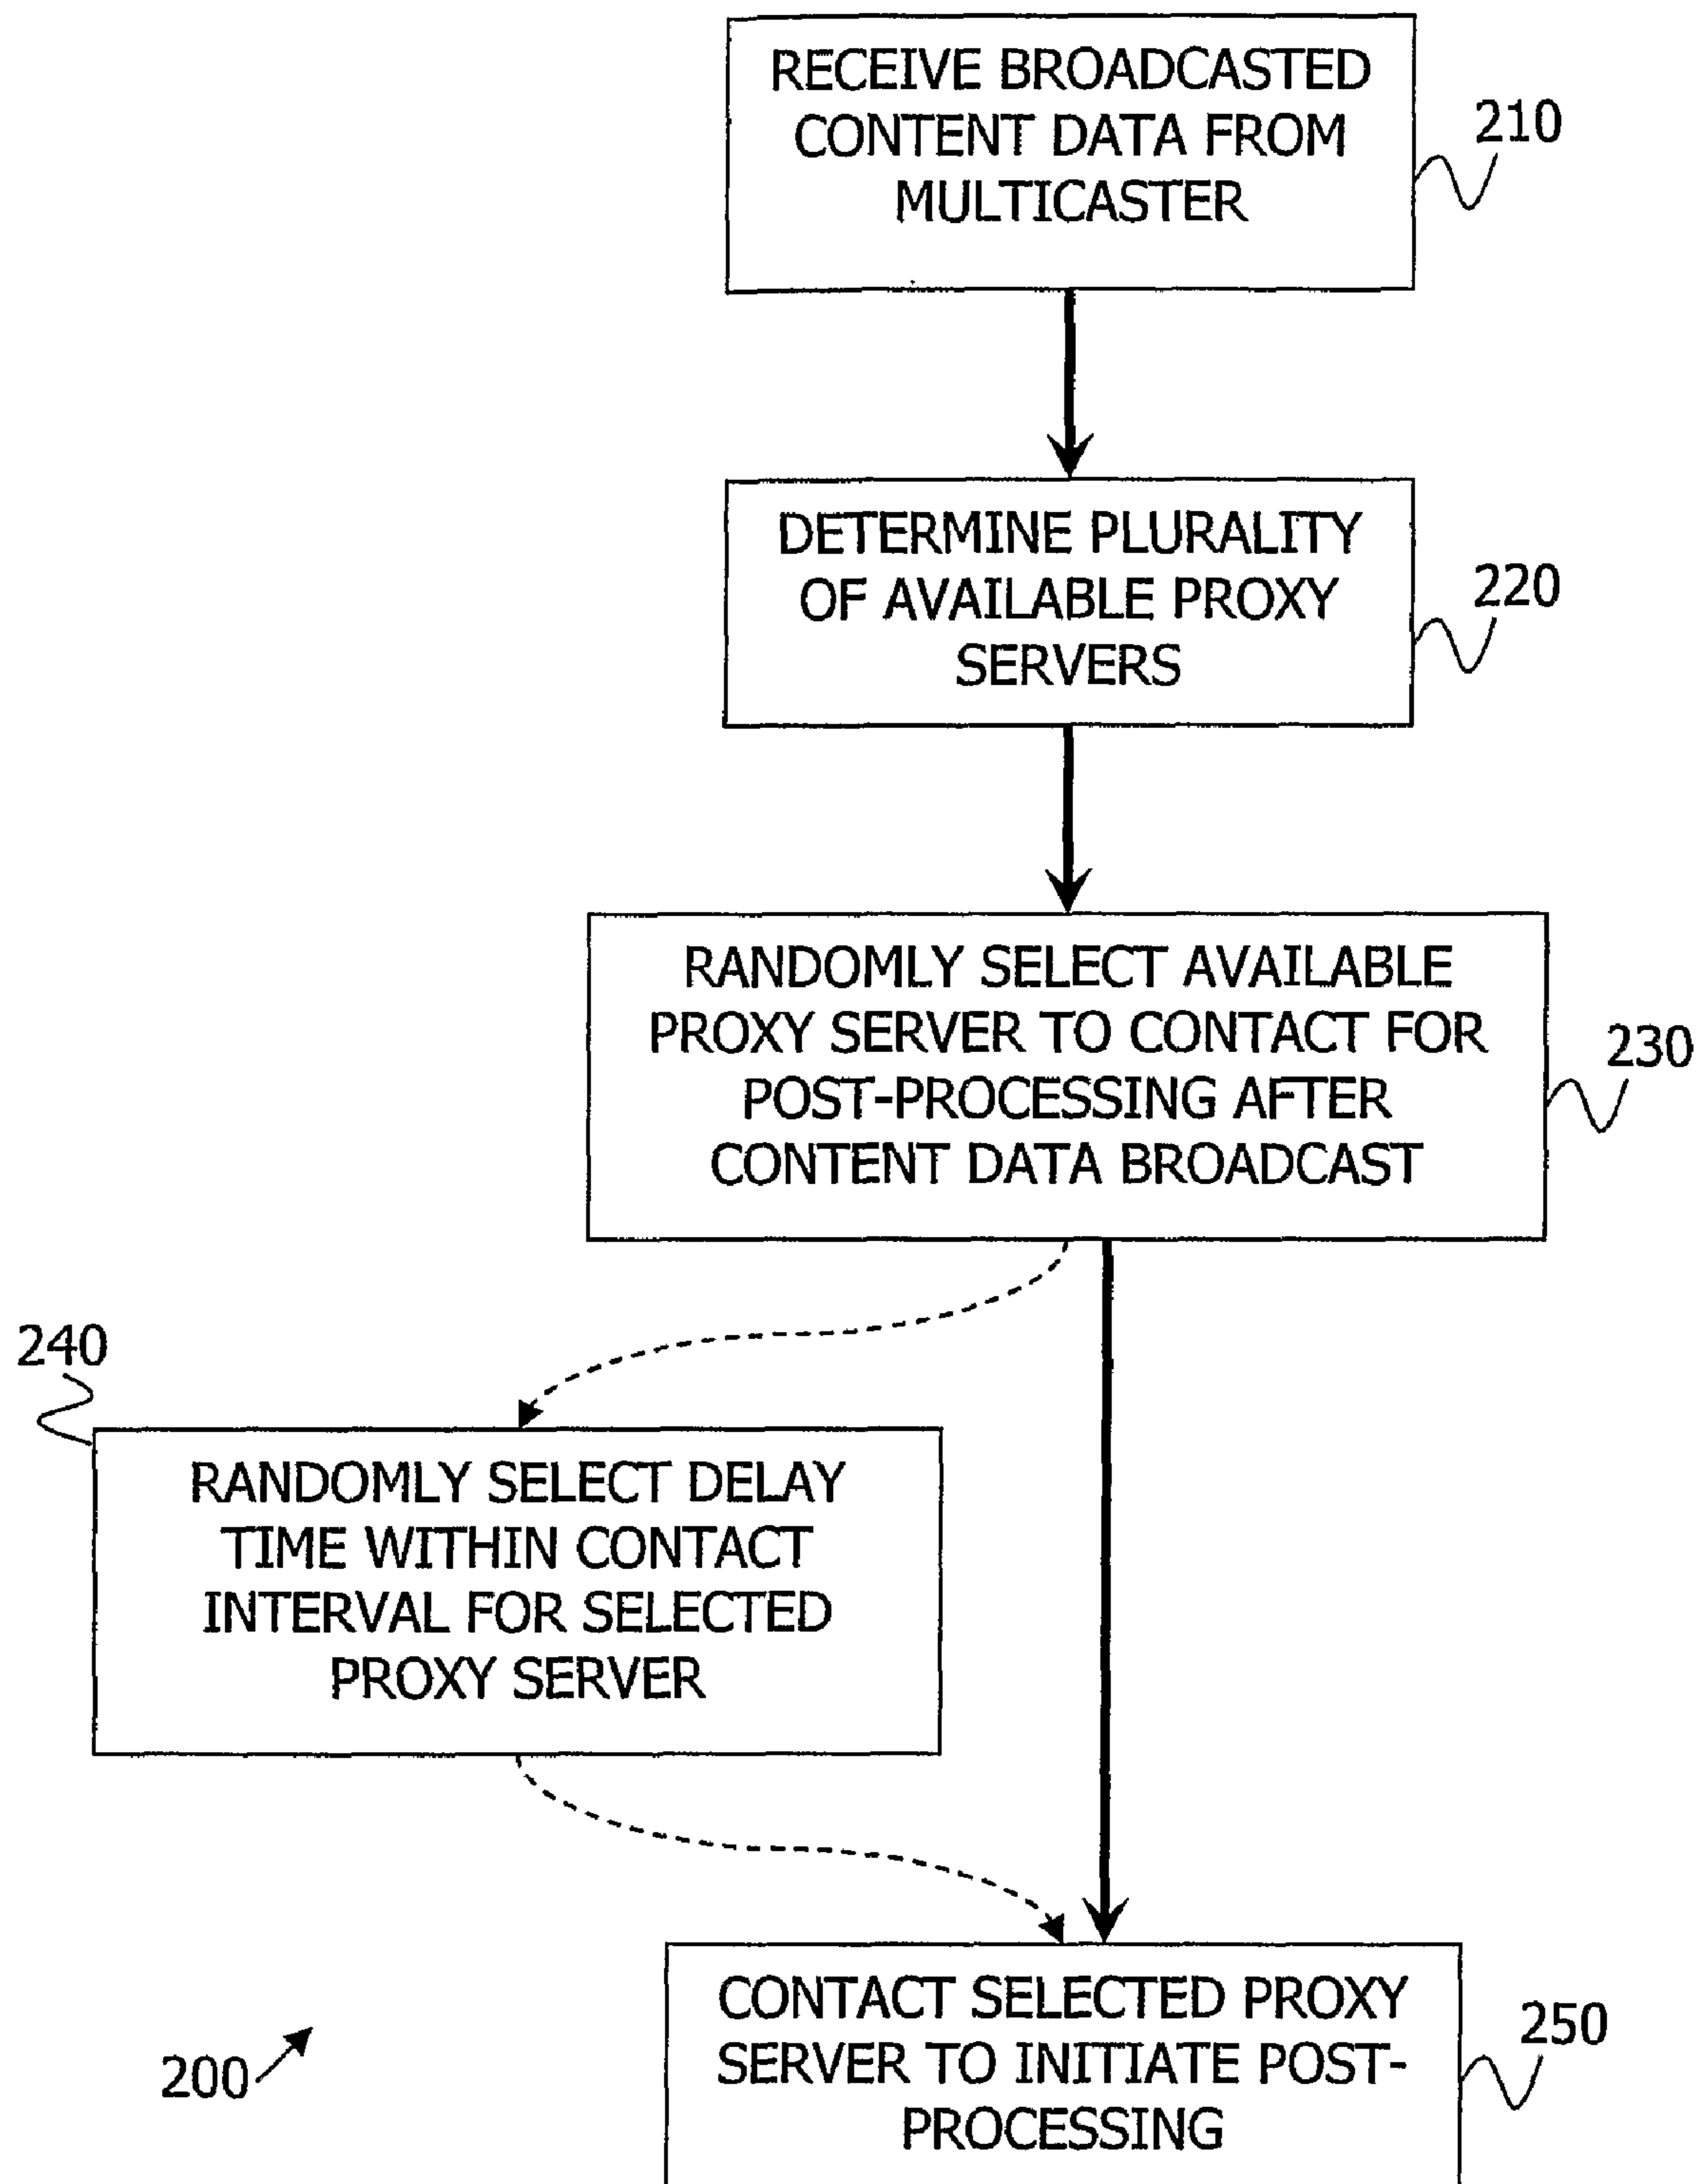 RECEIVE BROADCASTED
CONTENT DATA FROM
MULTICASTER
210
DETERMINE PLURALITY
OF AVAILABLE PROXY
SERVERS
220
RANDOMLY SELECT AVAILABLE
PROXY SERVER TO CONTACT FOR
POST-PROCESSING AFTER
CONTENT DATA BROADCAST
230
240
RANDOMLY SELECT DELAY
TIME WITHIN CONTACT
INTERVAL FOR SELECTED
PROXY SERVER
CONTACT SELECTED PROXY
SERVER TO INITIATE POST-
PROCESSING
250
200